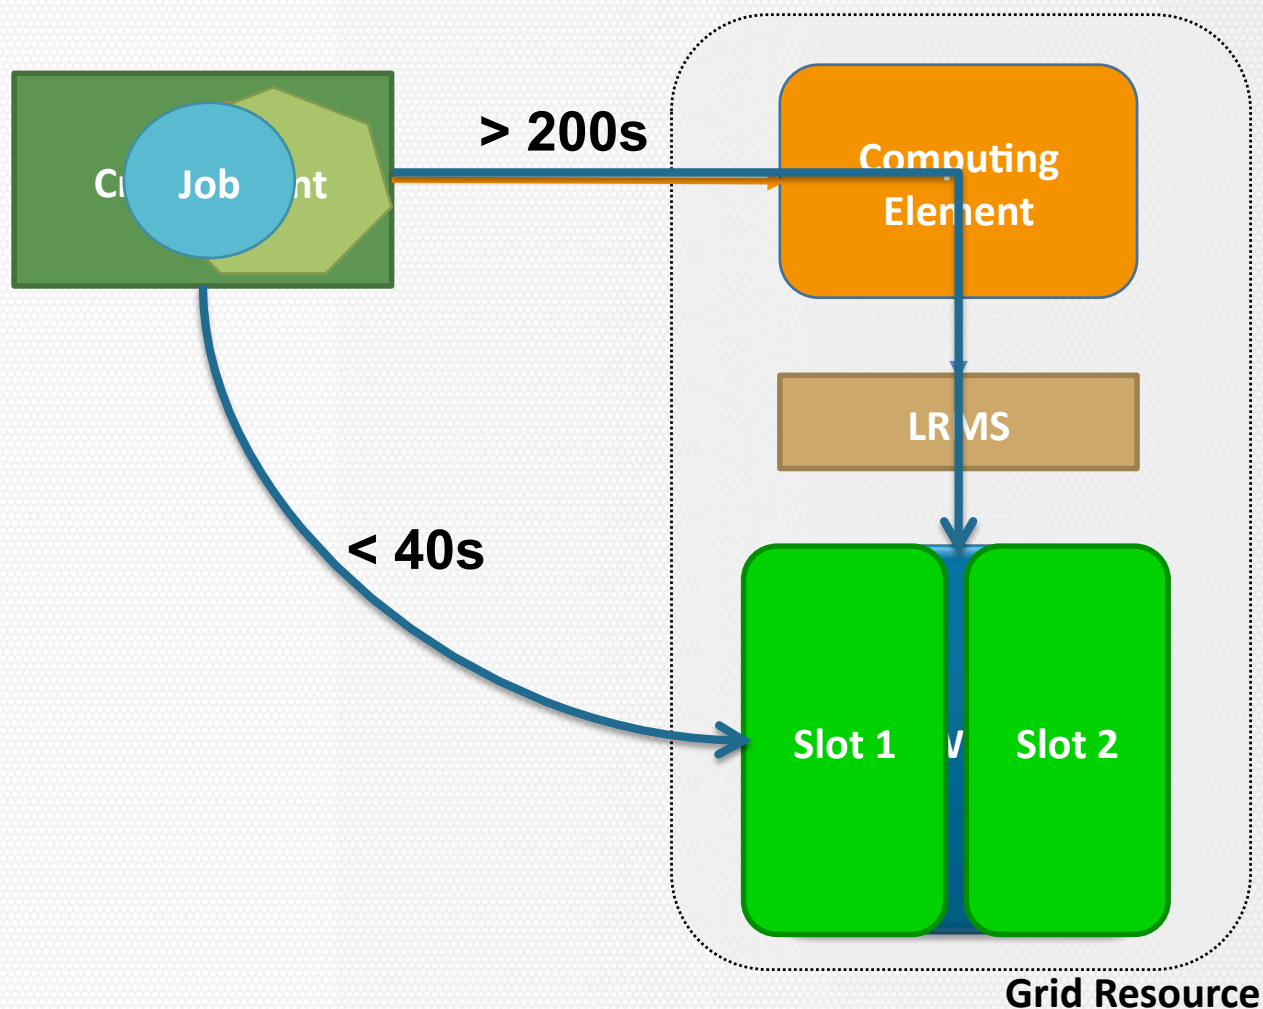 > 200s
Computing
Element
Job
LRMS
< 40s
Slot 1
Slot 2
Grid Resource